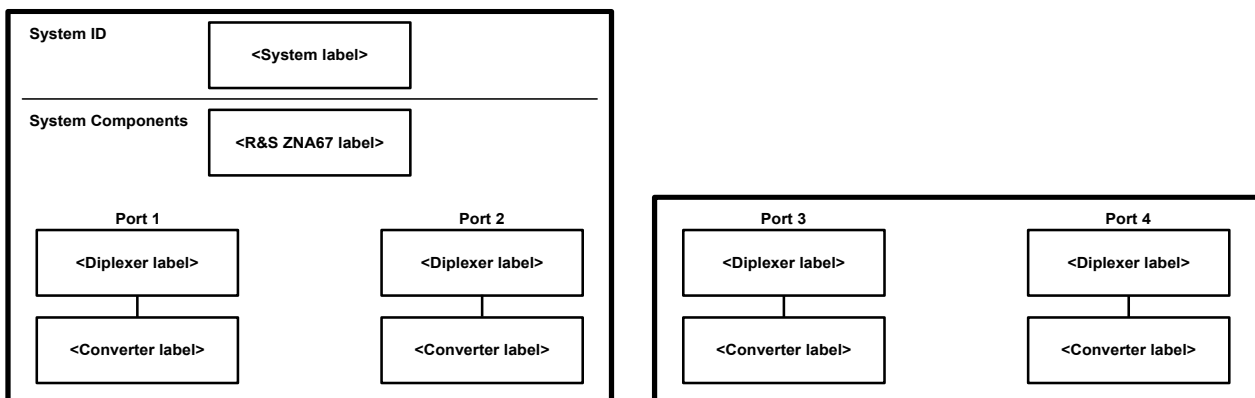 System ID
<System label>
System Components
<R&S ZNA67 label>
Port 1
Port 2
Port 3
Port 4
<Diplexer label>
<Diplexer label>
<Diplexer label>
<Diplexer label>
<Converter label>
<Converter label>
<Converter label>
<Converter label>